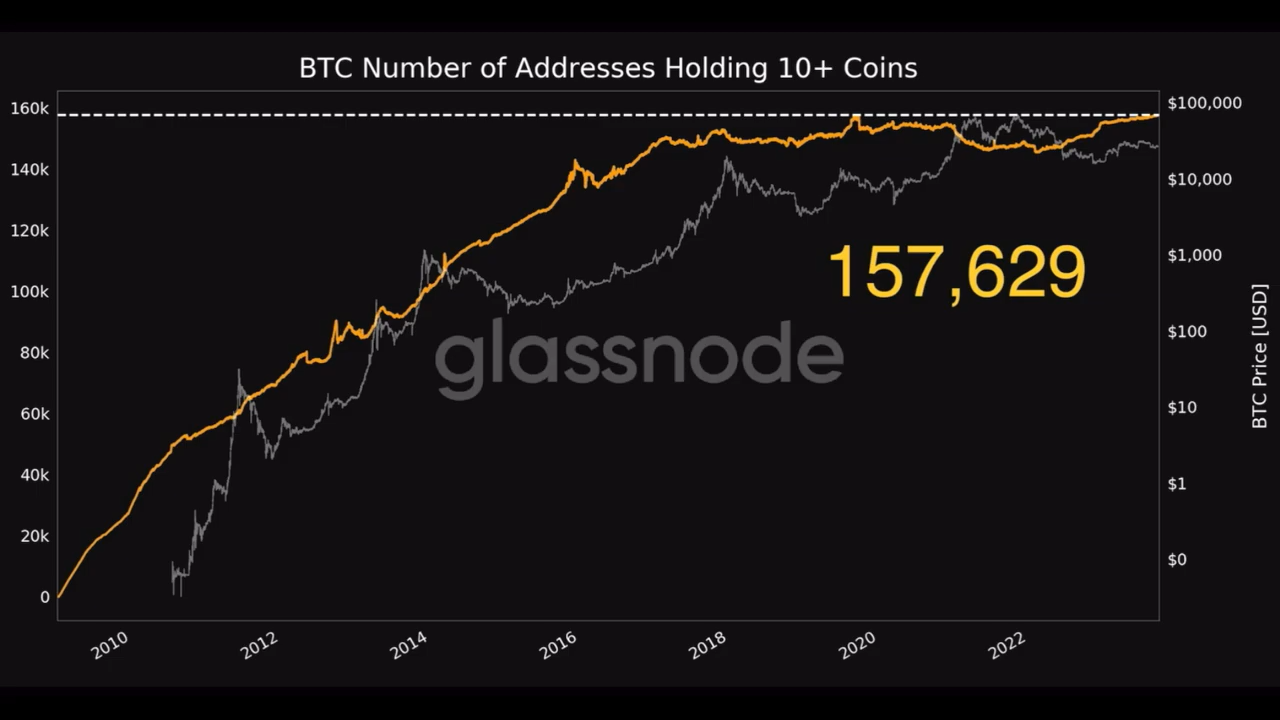 BTC Number of Addresses Holding 10+ Coins
160k
140k
120k
100k
80k
60k
40k
20k
0
$100,000
$10,000
$1,000
$100
$10
$1
$0
BTC Price [USD]
157,629
glassnode
2010
2012
2014
2016
2018
2020
2022